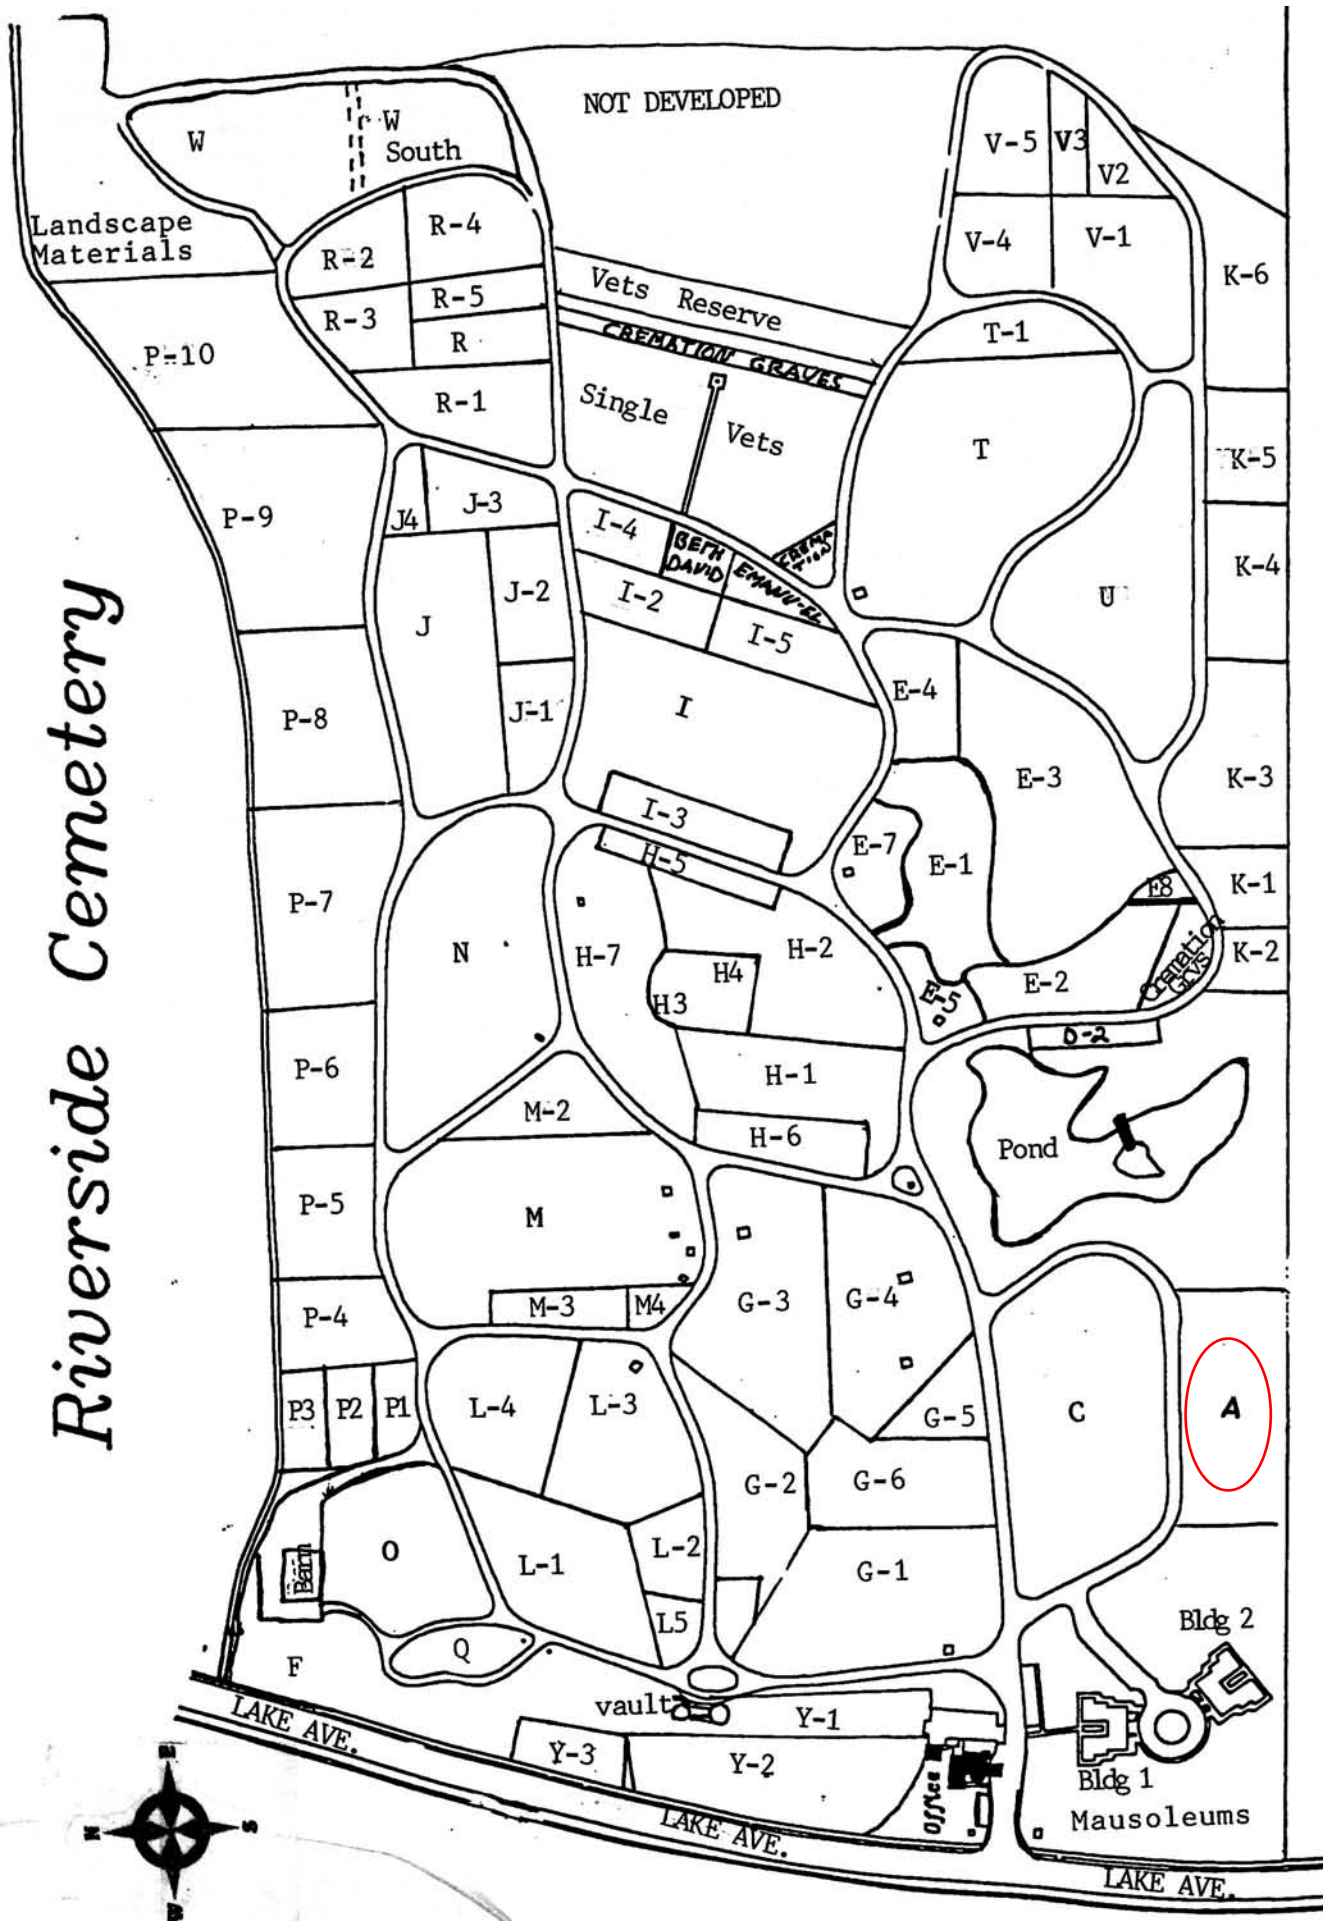 Riverside Cemetery
NOT DEVELOPED
W
W
South
Landscape
Materials
R-4
R-2
R-5
R-3
R
R-1
P-10
Vets Reserve
CREMATION GRAVES
Single
Vets
V-5
V3
V2
V-4
V-1
K-6
T-1
T
K-5
K-4
U
P-9
J4
J-3
I-4
BETH
DAVID
EMANU-EL
CREMA
TION
J-2
I-2
I-5
J
J-1
I
P-8
E-4
E-3
K-3
I-3
H-5
E-7
E-1
E8
K-1
K-2
P-7
N
H-7
H4
H-2
H3
E-5
E-2
Cremation
Grvs
D-2
P-6
H-1
M-2
H-6
Pond
P-5
M
M-3
M4
G-3
G-4
P-4
P3
P2
P1
L-4
L-3
G-5
C
A
G-2
G-6
O
Barn
L-1
L-2
G-1
L5
Q
F
Bldg 2
vault
Y-1
Y-3
Y-2
Office
Bldg 1
Mausoleums
LAKE AVE.
LAKE AVE.
LAKE AVE.
E
N
S
W